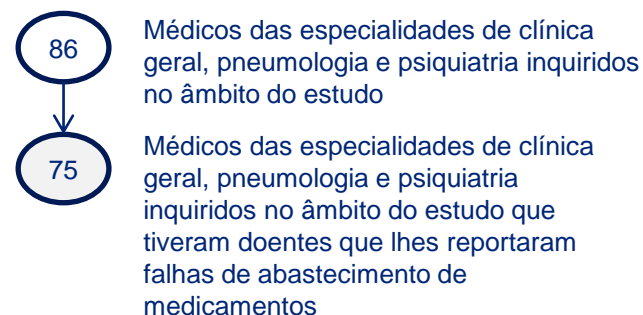 86
Médicos das especialidades de clínica
geral, pneumologia e psiquiatria inquiridos
no âmbito do estudo
75
Médicos das especialidades de clínica
geral, pneumologia e psiquiatria
inquiridos no âmbito do estudo que
tiveram doentes que lhes reportaram
falhas de abastecimento de
medicamentos